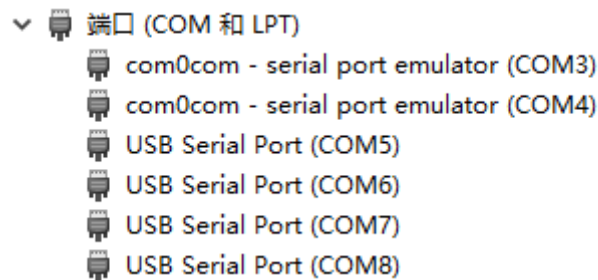 端口 (COM 和 LPT)
com0com - serial port emulator (COM3)
com0com - serial port emulator (COM4)
USB Serial Port (COM5)
USB Serial Port (COM6)
USB Serial Port (COM7)
USB Serial Port (COM8)